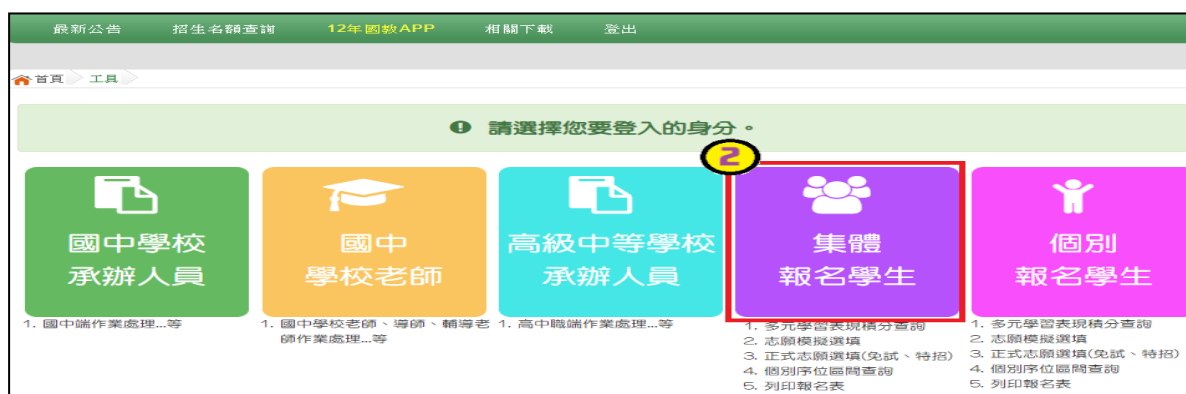 最新公告 招生名額查詢 12年國教APP 相關下載 登出
首頁 工具
請選擇您要登入的身分。
2
國中學校
承辦人員
1. 國中端作業處理...等
國中
學校老師
1. 國中學校老師、導師、輔導老
師作業處理...等
高級中等學校
承辦人員
1. 高中職端作業處理...等
集體
報名學生
1. 多元學習表現積分查詢
2. 志願模擬選填
3. 正式志願選填(免試、特招)
4. 個別序位區間查詢
5. 列印報名表
個別
報名學生
1. 多元學習表現積分查詢
2. 志願模擬選填
3. 正式志願選填(免試、特招)
4. 個別序位區間查詢
5. 列印報名表